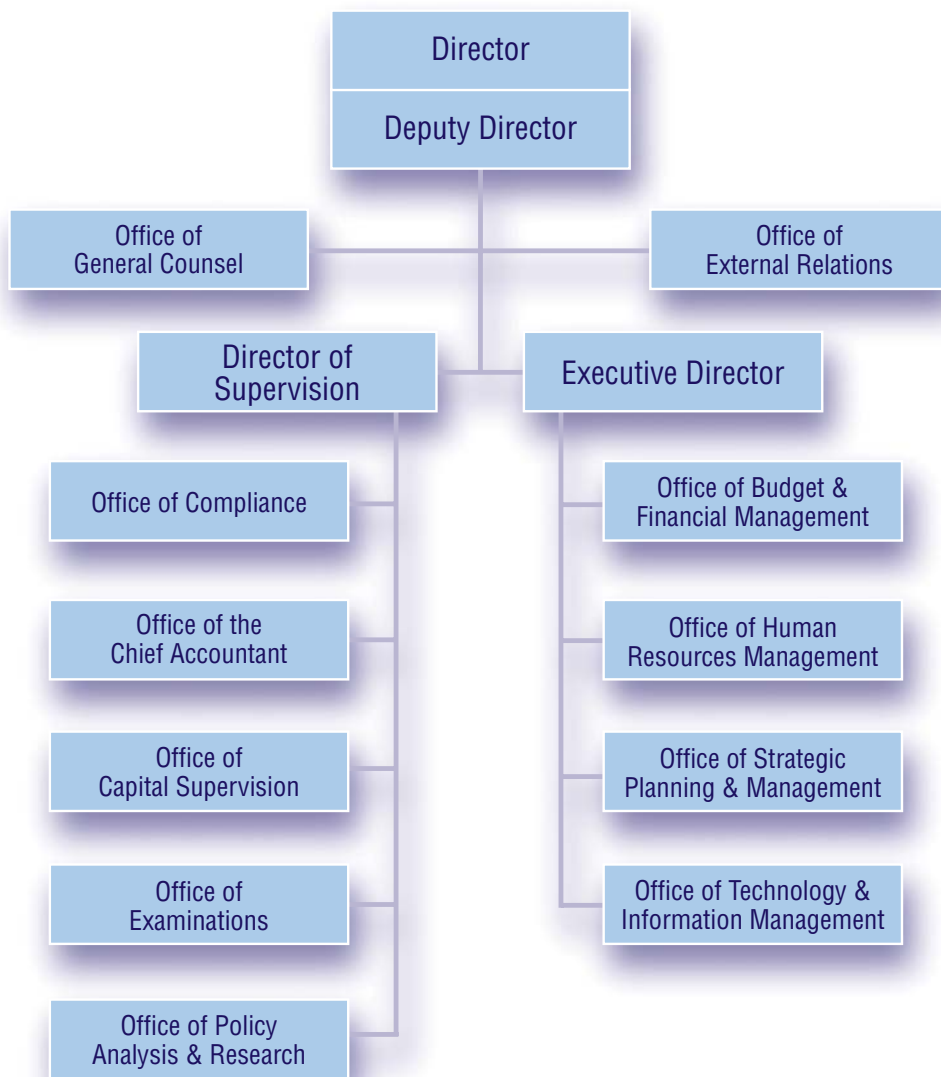 Director
Deputy Director
Office of
General Counsel
Office of
External Relations
Director of
Supervision
Executive Director
Office of Compliance
Office of the
Chief Accountant
Office of
Capital Supervision
Office of
Examinations
Office of Policy
Analysis & Research
Office of Budget &
Financial Management
Office of Human
Resources Management
Office of Strategic
Planning & Management
Office of Technology &
Information Management